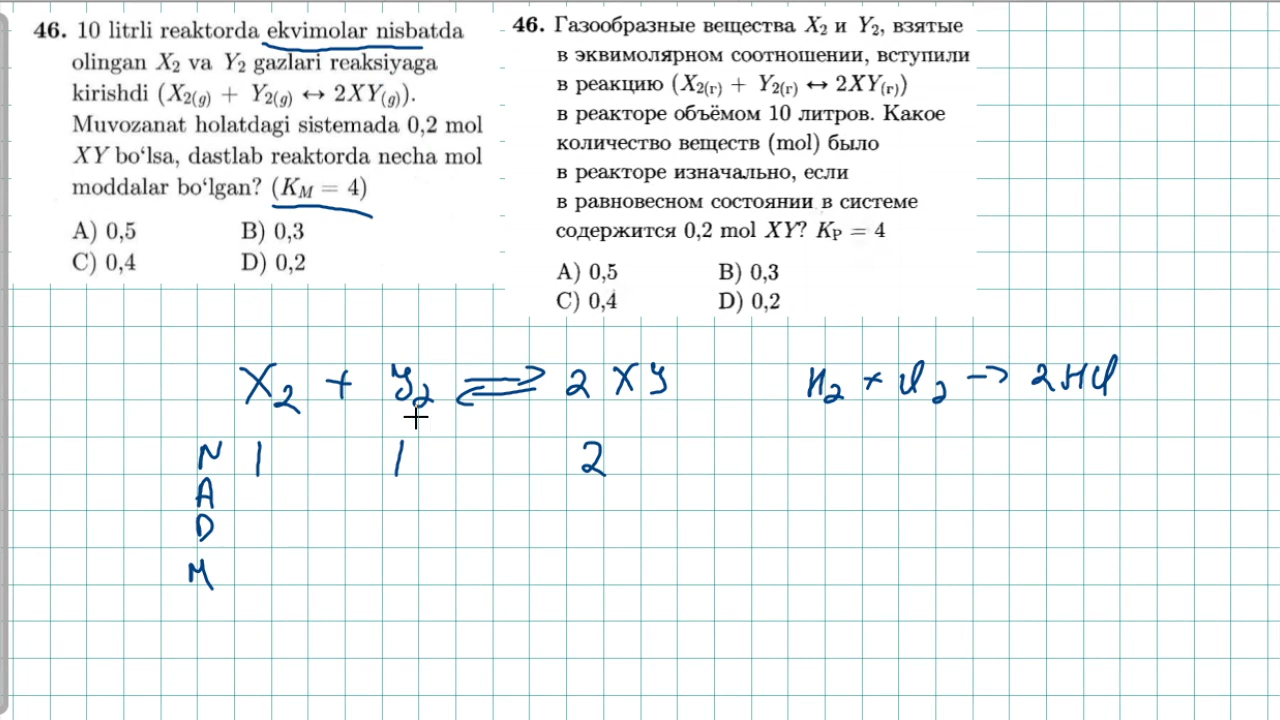 46. 10 litrli reaktorda ekvimolar nisbatda
olingan X₂ va Y₂ gazlari reaksiyaga
kirishdi (X₂₍g₎ + Y₂₍g₎ ↔ 2XY₍g₎).
Muvozanat holatdagi sistemada 0,2 mol
XY bo‘lsa, dastlab reaktorda necha mol
moddalar bo‘lgan? (K_M = 4)
A) 0,5 B) 0,3
C) 0,4 D) 0,2
46. Газообразные вещества X₂ и Y₂, взятые
в эквимолярном соотношении, вступили
в реакцию (X₂₍г₎ + Y₂₍г₎ ↔ 2XY₍г₎)
в реакторе объёмом 10 литров. Какое
количество веществ (mol) было
в реакторе изначально, если
в равновесном состоянии в системе
содержится 0,2 mol XY? K_P = 4
A) 0,5 B) 0,3
C) 0,4 D) 0,2
X₂ + Y₂ ⇌ 2 XY H₂ + Cl₂ → 2HCl
N 1 1 2
A
D
M